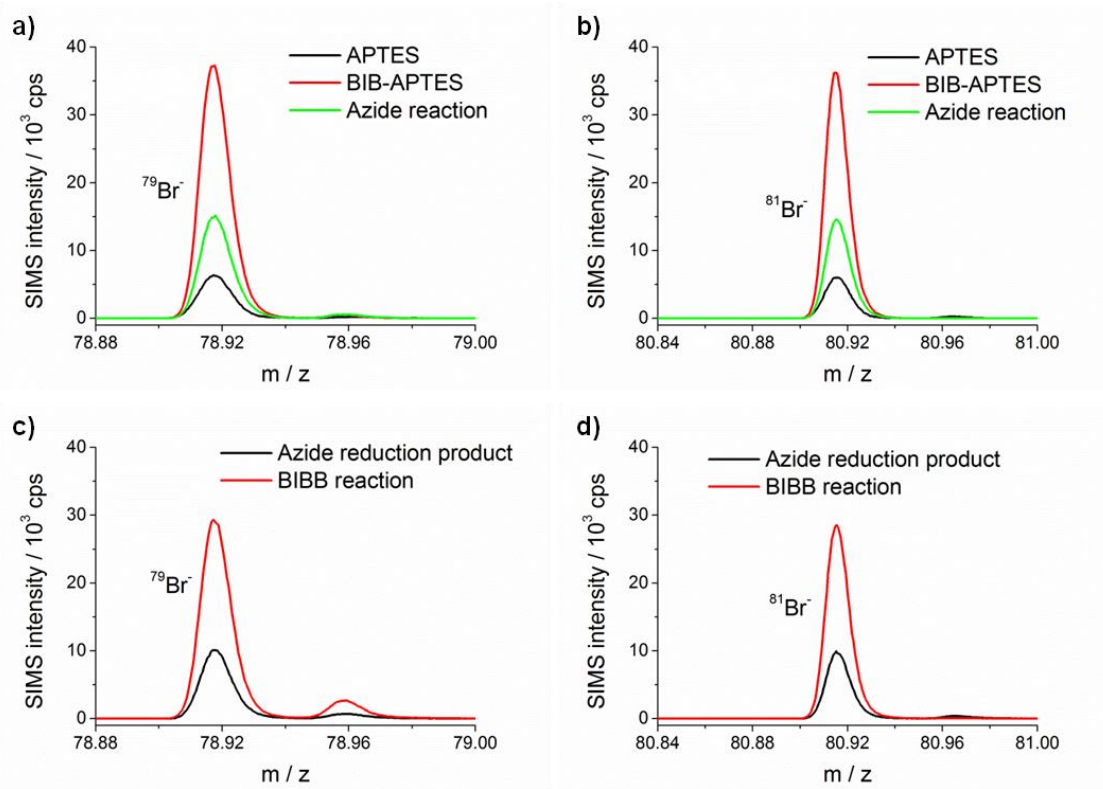 a)
SIMS intensity / 10³ cps
40
30
20
10
0
APTES
BIB-APTES
Azide reaction
⁷⁹Br⁻
78.88 78.92 78.96 79.00
m / z
b)
SIMS intensity / 10³ cps
40
30
20
10
0
APTES
BIB-APTES
Azide reaction
⁸¹Br⁻
80.84 80.88 80.92 80.96 81.00
m / z
c)
SIMS intensity / 10³ cps
40
30
20
10
0
Azide reduction product
BIBB reaction
⁷⁹Br⁻
78.88 78.92 78.96 79.00
m / z
d)
SIMS intensity / 10³ cps
40
30
20
10
0
Azide reduction product
BIBB reaction
⁸¹Br⁻
80.84 80.88 80.92 80.96 81.00
m / z